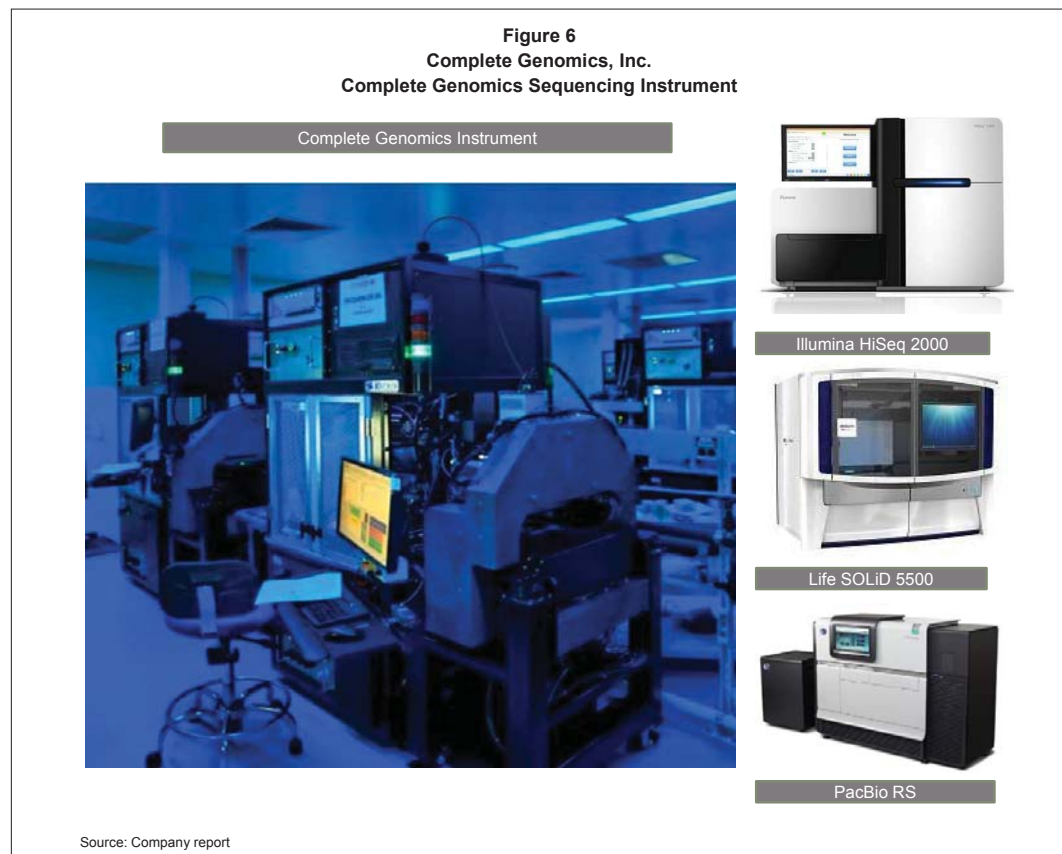 Figure 6
Complete Genomics, Inc.
Complete Genomics Sequencing Instrument
Complete Genomics Instrument
Illumina HiSeq 2000
Life SOLiD 5500
PacBio RS
Source: Company report